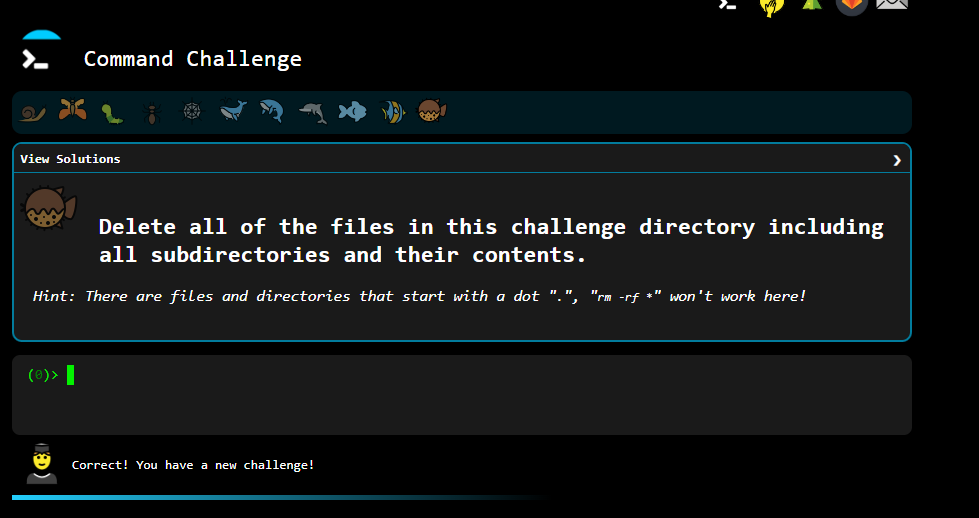 Command Challenge
View Solutions
Delete all of the files in this challenge directory including
all subdirectories and their contents.
Hint: There are files and directories that start with a dot ".", "rm -rf *" won't work here!
(0)>
Correct! You have a new challenge!